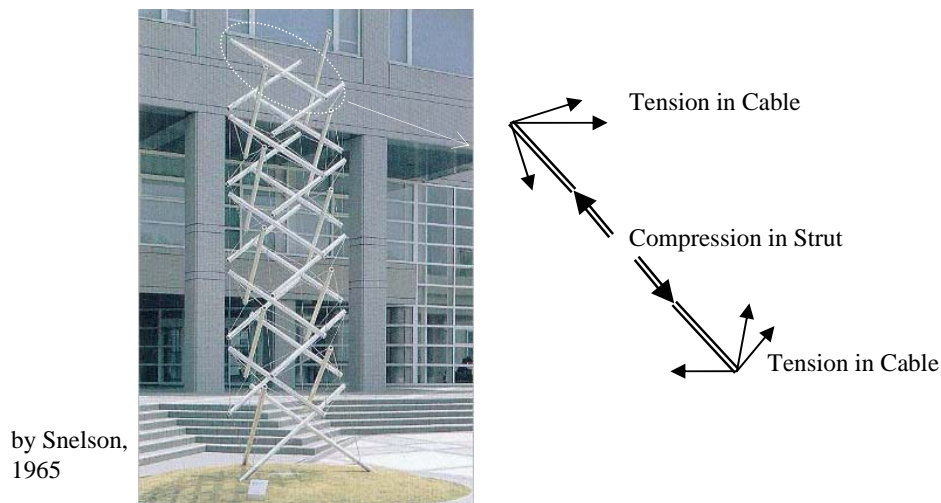 Tension in Cable
Compression in Strut
Tension in Cable
by Snelson,
1965